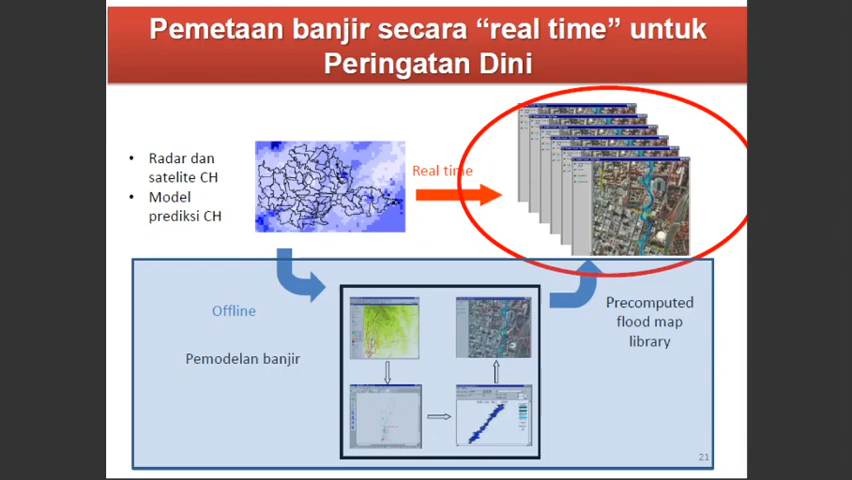 Pemetaan banjir secara “real time” untuk
Peringatan Dini
• Radar dan
satelite CH
• Model
prediksi CH
Real time
Offline
Pemodelan banjir
Precomputed
flood map
library
21